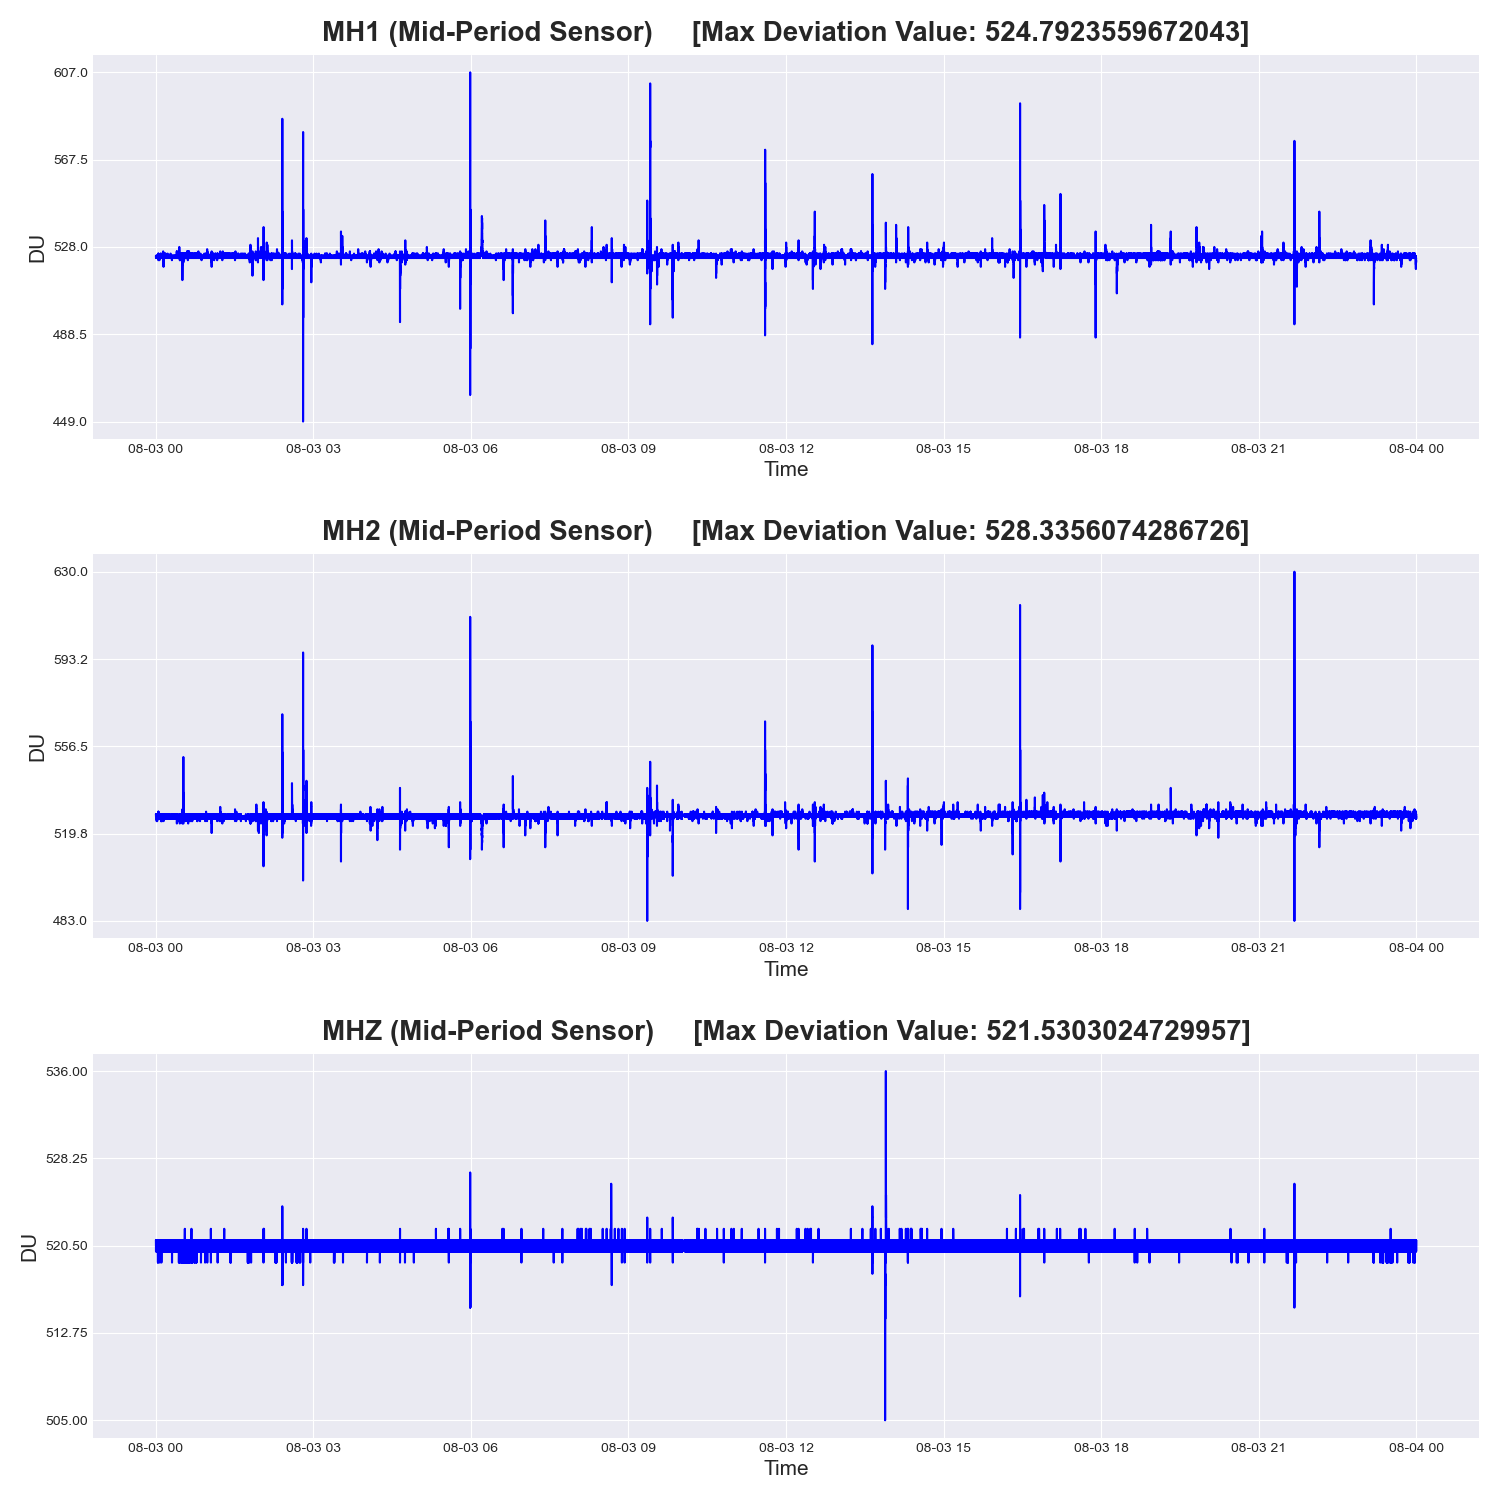 MH1 (Mid-Period Sensor) [Max Deviation Value: 524.7923559672043]
607.0
567.5
528.0
488.5
449.0
DU
08-03 00 08-03 03 08-03 06 08-03 09 08-03 12 08-03 15 08-03 18 08-03 21 08-04 00
Time
MH2 (Mid-Period Sensor) [Max Deviation Value: 528.3356074286726]
630.0
593.2
556.5
519.8
483.0
DU
08-03 00 08-03 03 08-03 06 08-03 09 08-03 12 08-03 15 08-03 18 08-03 21 08-04 00
Time
MHZ (Mid-Period Sensor) [Max Deviation Value: 521.5303024729957]
536.00
528.25
520.50
512.75
505.00
DU
08-03 00 08-03 03 08-03 06 08-03 09 08-03 12 08-03 15 08-03 18 08-03 21 08-04 00
Time